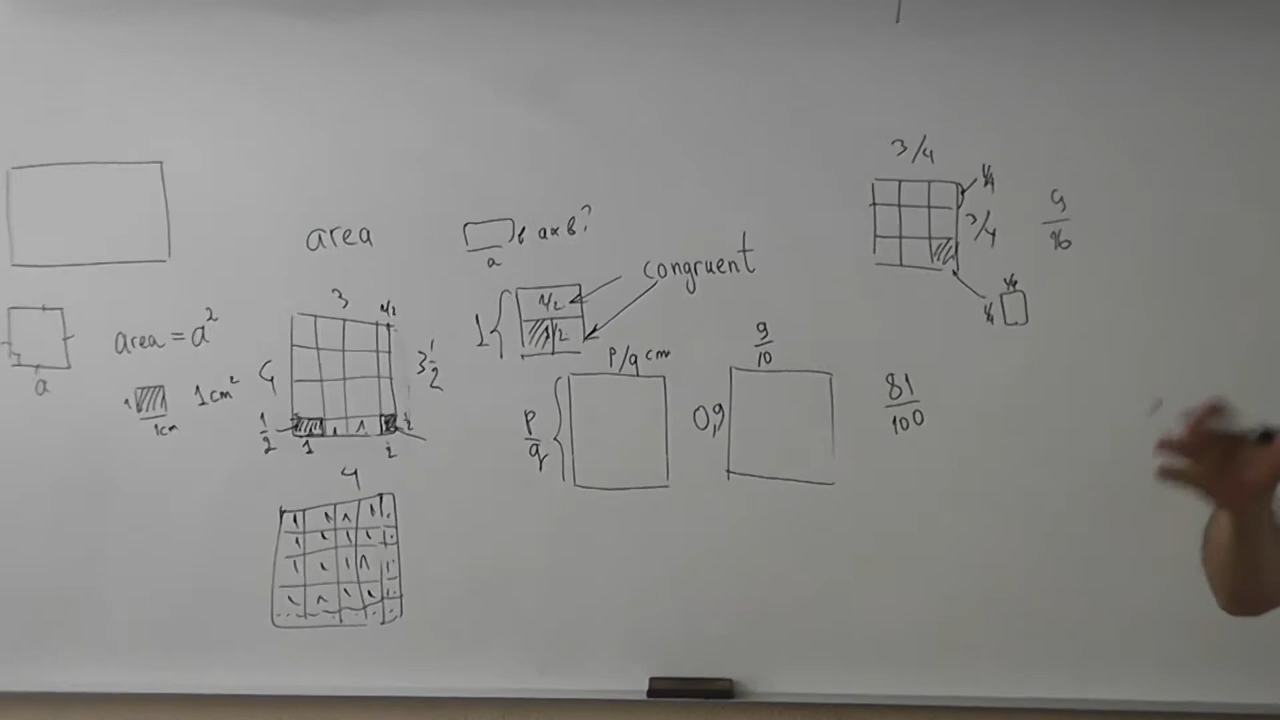 area
a
area = a²
1
1cm
1cm²
3
1/2
4
3 1/2
1/2
1
1
1/2
1/2
4
a
b
a×b?
congruent
1
1/2
1/2
p/q cm
p/q
9/10
0,9
81/100
3/4
1/4
3/4
9/16
1/4
1/4